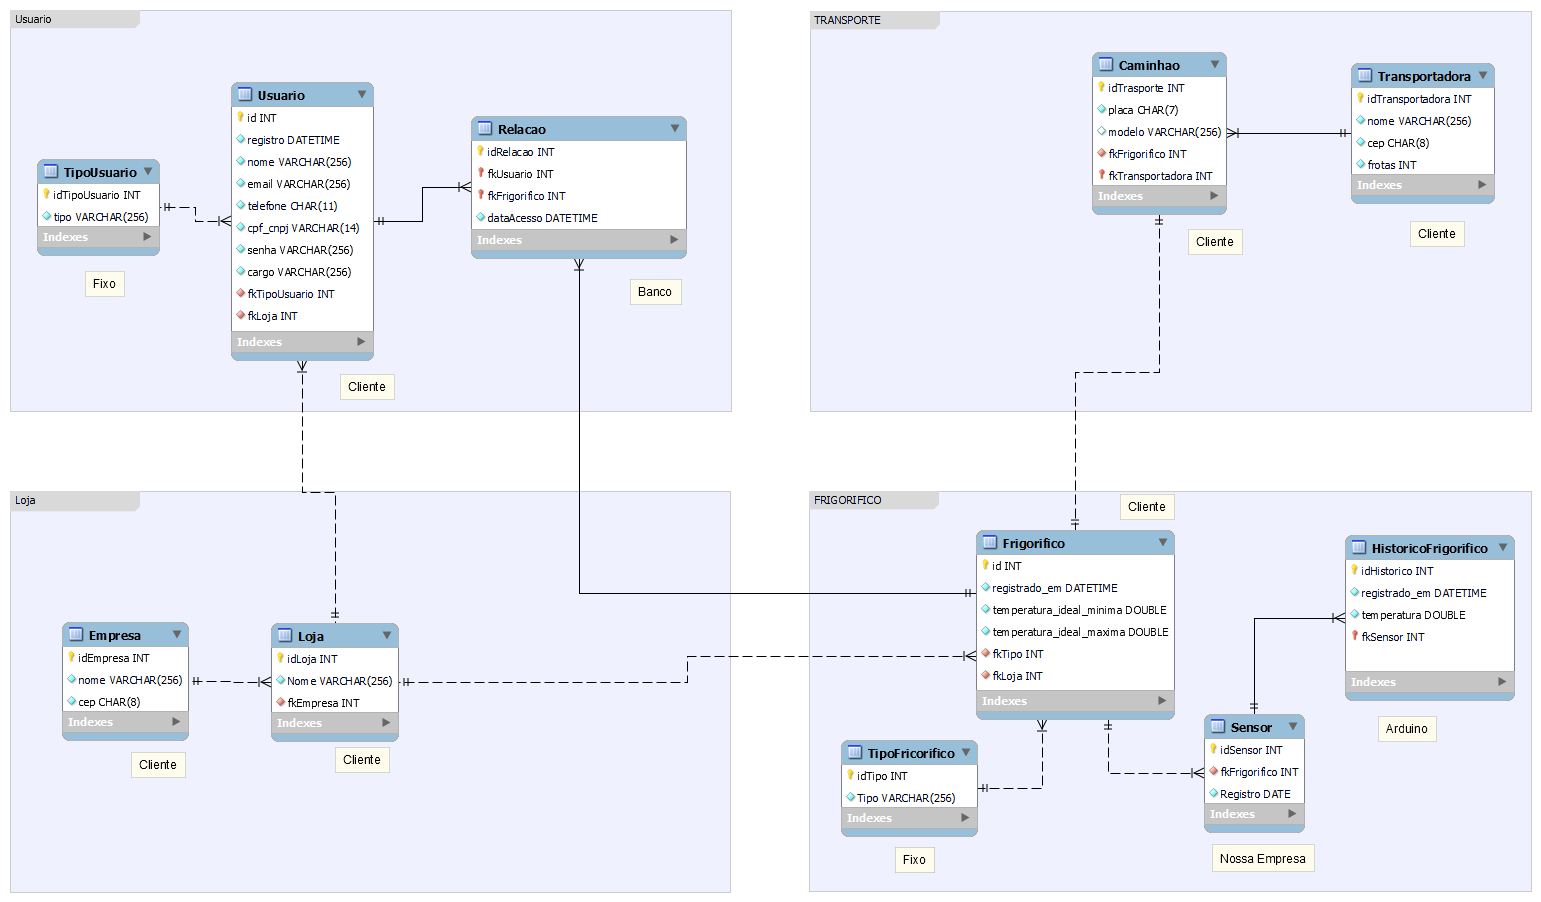 Usuario
TipoUsuario
idTipoUsuario INT
tipo VARCHAR(256)
Indexes
Fixo
Usuario
id INT
registro DATETIME
nome VARCHAR(256)
email VARCHAR(256)
telefone CHAR(11)
cpf_cnpj VARCHAR(14)
senha VARCHAR(256)
cargo VARCHAR(256)
fkTipoUsuario INT
fkLoja INT
Indexes
Cliente
Relacao
idRelacao INT
fkUsuario INT
fkFrigorifico INT
dataAcesso DATETIME
Indexes
Banco
TRANSPORTE
Caminhao
idTrasporte INT
placa CHAR(7)
modelo VARCHAR(256)
fkFrigorifico INT
fkTransportadora INT
Indexes
Cliente
Transportadora
idTransportadora INT
nome VARCHAR(256)
cep CHAR(8)
frotas INT
Indexes
Cliente
Loja
Empresa
idEmpresa INT
nome VARCHAR(256)
cep CHAR(8)
Indexes
Cliente
Loja
idLoja INT
Nome VARCHAR(256)
fkEmpresa INT
Indexes
Cliente
FRIGORIFICO
Cliente
Frigorifico
id INT
registrado_em DATETIME
temperatura_ideal_minima DOUBLE
temperatura_ideal_maxima DOUBLE
fkTipo INT
fkLoja INT
Indexes
HistoricoFrigorifico
idHistorico INT
registrado_em DATETIME
temperatura DOUBLE
fkSensor INT
Indexes
Arduino
TipoFricorifico
idTipo INT
Tipo VARCHAR(256)
Indexes
Fixo
Sensor
idSensor INT
fkFrigorifico INT
Registro DATE
Indexes
Nossa Empresa